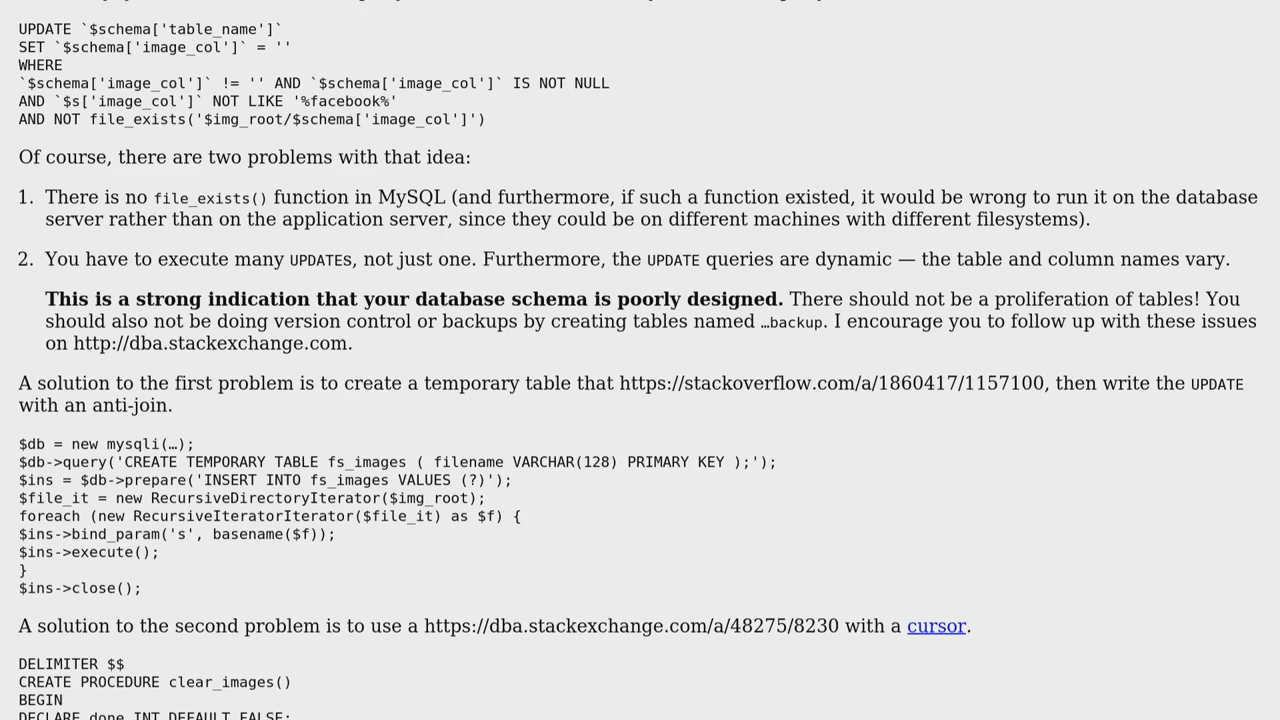 UPDATE `$schema['table_name']`
SET `$schema['image_col']` = ''
WHERE
`$schema['image_col']` != '' AND `$schema['image_col']` IS NOT NULL
AND `$s['image_col']` NOT LIKE '%facebook%'
AND NOT file_exists('$img_root/$schema['image_col']')
Of course, there are two problems with that idea:
1. There is no file_exists() function in MySQL (and furthermore, if such a function existed, it would be wrong to run it on the database
server rather than on the application server, since they could be on different machines with different filesystems).
2. You have to execute many UPDATEs, not just one. Furthermore, the UPDATE queries are dynamic — the table and column names vary.
This is a strong indication that your database schema is poorly designed. There should not be a proliferation of tables! You
should also not be doing version control or backups by creating tables named …backup. I encourage you to follow up with these issues
on http://dba.stackexchange.com.
A solution to the first problem is to create a temporary table that https://stackoverflow.com/a/1860417/1157100, then write the UPDATE
with an anti-join.
$db = new mysqli(…);
$db->query('CREATE TEMPORARY TABLE fs_images ( filename VARCHAR(128) PRIMARY KEY );');
$ins = $db->prepare('INSERT INTO fs_images VALUES (?)');
$file_it = new RecursiveDirectoryIterator($img_root);
foreach (new RecursiveIteratorIterator($file_it) as $f) {
$ins->bind_param('s', basename($f));
$ins->execute();
}
$ins->close();
A solution to the second problem is to use a https://dba.stackexchange.com/a/48275/8230 with a cursor.
DELIMITER $$
CREATE PROCEDURE clear_images()
BEGIN
DECLARE done INT DEFAULT FALSE;